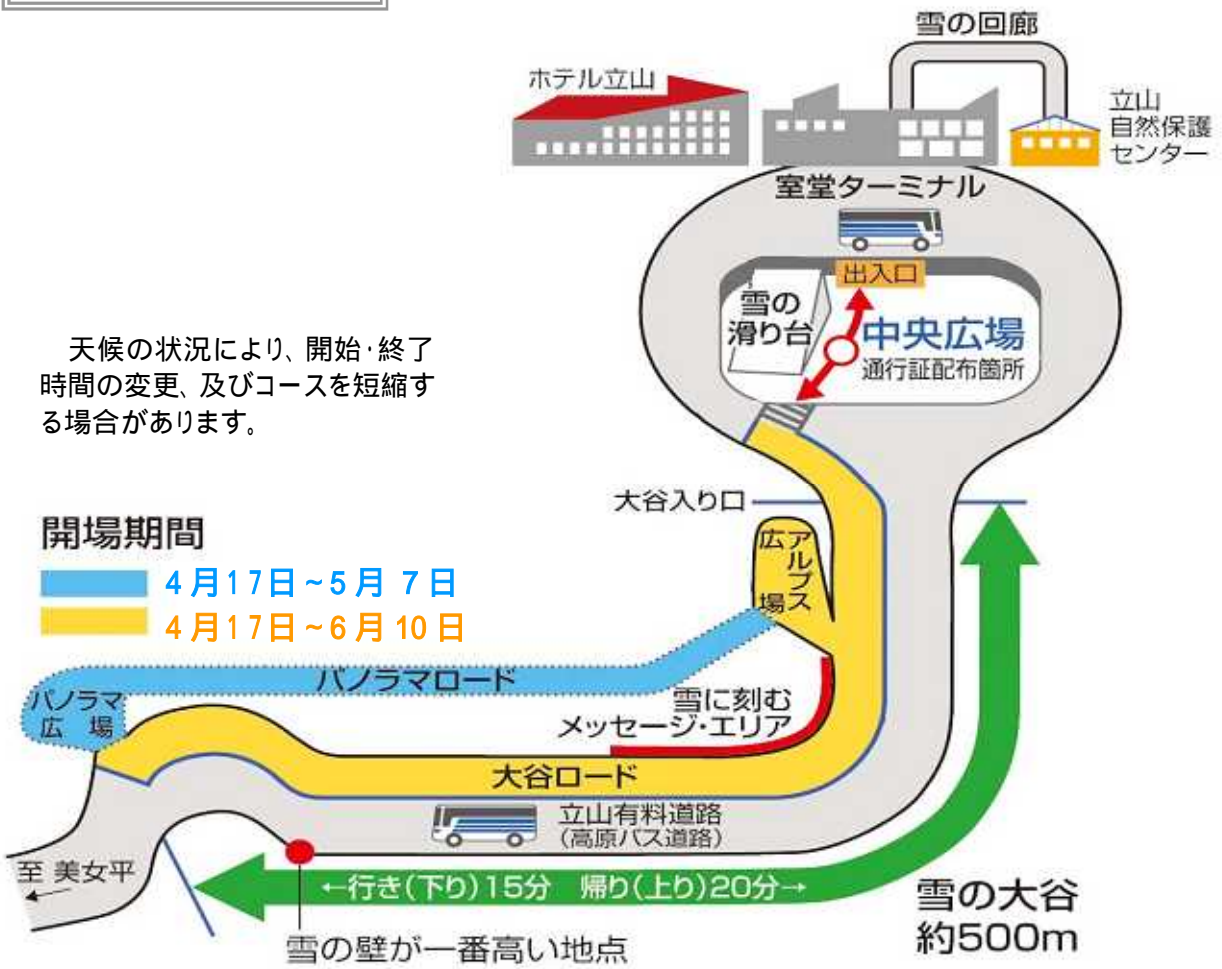 雪の回廊
ホテル立山
立山
自然保護
センター
室堂ターミナル
出入口
雪の
滑り台
中央広場
通行証配布箇所
天候の状況により、開始・終了
時間の変更、及びコースを短縮す
る場合があります。
大谷入り口
開場期間
4月17日~5月 7日
4月17日~6月10日
アルプス
広場
パノラマロード
パノラマ
広場
雪に刻む
メッセージ・エリア
大谷ロード
立山有料道路
(高原バス道路)
至 美女平
←
←行き(下り)15分 帰り(上り)20分→
雪の大谷
約500m
雪の壁が一番高い地点